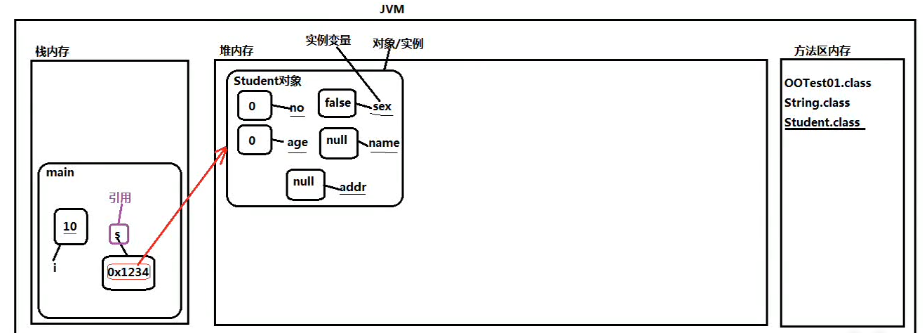 JVM
栈内存
堆内存
实例变量
对象/实例
方法区内存
Student对象
0
no
false
sex
0
age
null
name
null
addr
OOTest01.class
String.class
Student.class
main
引用
10
s
i
0x1234